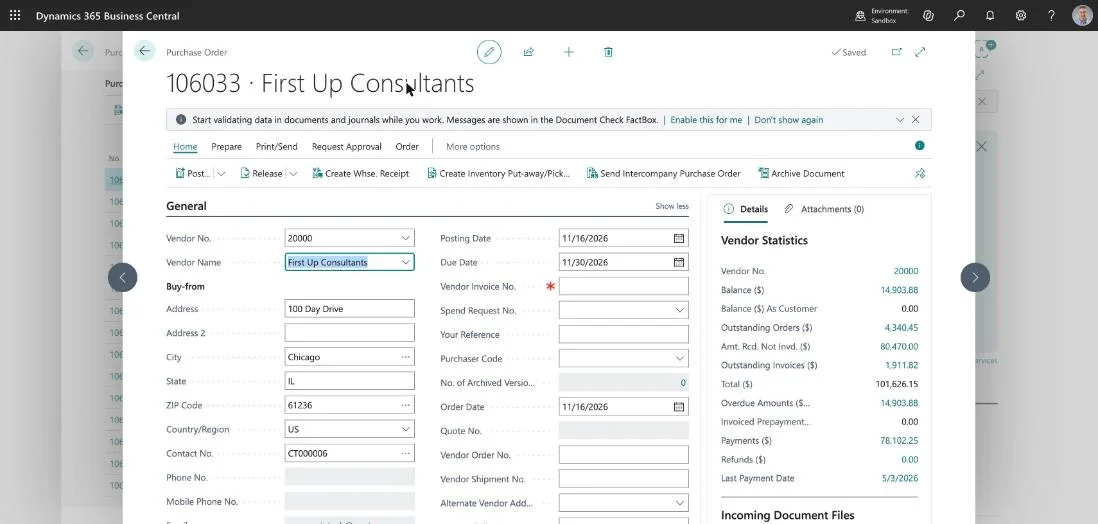 Dynamics 365 Business Central
Environment:
Sandbox
Purchase Order
Saved
106033 · First Up Consultants
Start validating data in documents and journals while you work. Messages are shown in the Document Check FactBox. | Enable this for me | Don't show again
Home Prepare Print/Send Request Approval Order More options
Post... Release Create Whse. Receipt Create Inventory Put-away/Pick... Send Intercompany Purchase Order Archive Document
General Show less
Vendor No. 20000
Vendor Name First Up Consultants
Buy-from
Address 100 Day Drive
Address 2
City Chicago
State IL
ZIP Code 61236
Country/Region US
Contact No. CT000006
Phone No.
Mobile Phone No.
Posting Date 11/16/2026
Due Date 11/30/2026
Vendor Invoice No.
Spend Request No.
Your Reference
Purchaser Code
No. of Archived Versio... 0
Order Date 11/16/2026
Quote No.
Vendor Order No.
Vendor Shipment No.
Alternate Vendor Add...
Details Attachments (0)
Vendor Statistics
Vendor No. 20000
Balance ($) 14,903.88
Balance ($) As Customer 0.00
Outstanding Orders ($) 4,340.45
Amt. Rcd. Not Invd. ($) 80,470.00
Outstanding Invoices ($) 1,911.82
Total ($) 101,626.15
Overdue Amounts ($... 14,903.88
Invoiced Prepayment... 0.00
Payments ($) 78,102.25
Refunds ($) 0.00
Last Payment Date 5/3/2026
Incoming Document Files